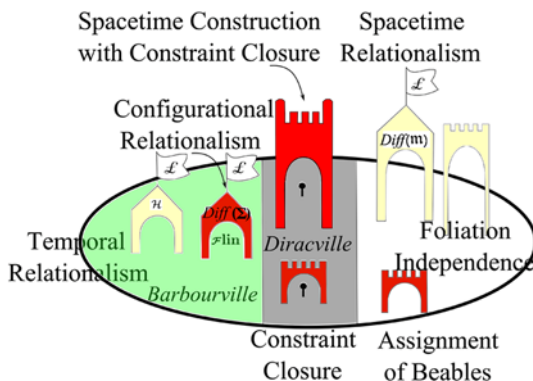 Spacetime Construction
with Constraint Closure
Spacetime
Relationalism
Configurational
Relationalism
ℒ
ℒ
ℒ
Diff(𝔪)
ℋ
Diff(Σ)
ℱlin
Temporal
Relationalism
Diracville
Foliation
Independence
Barbourville
Constraint
Closure
Assignment
of Beables